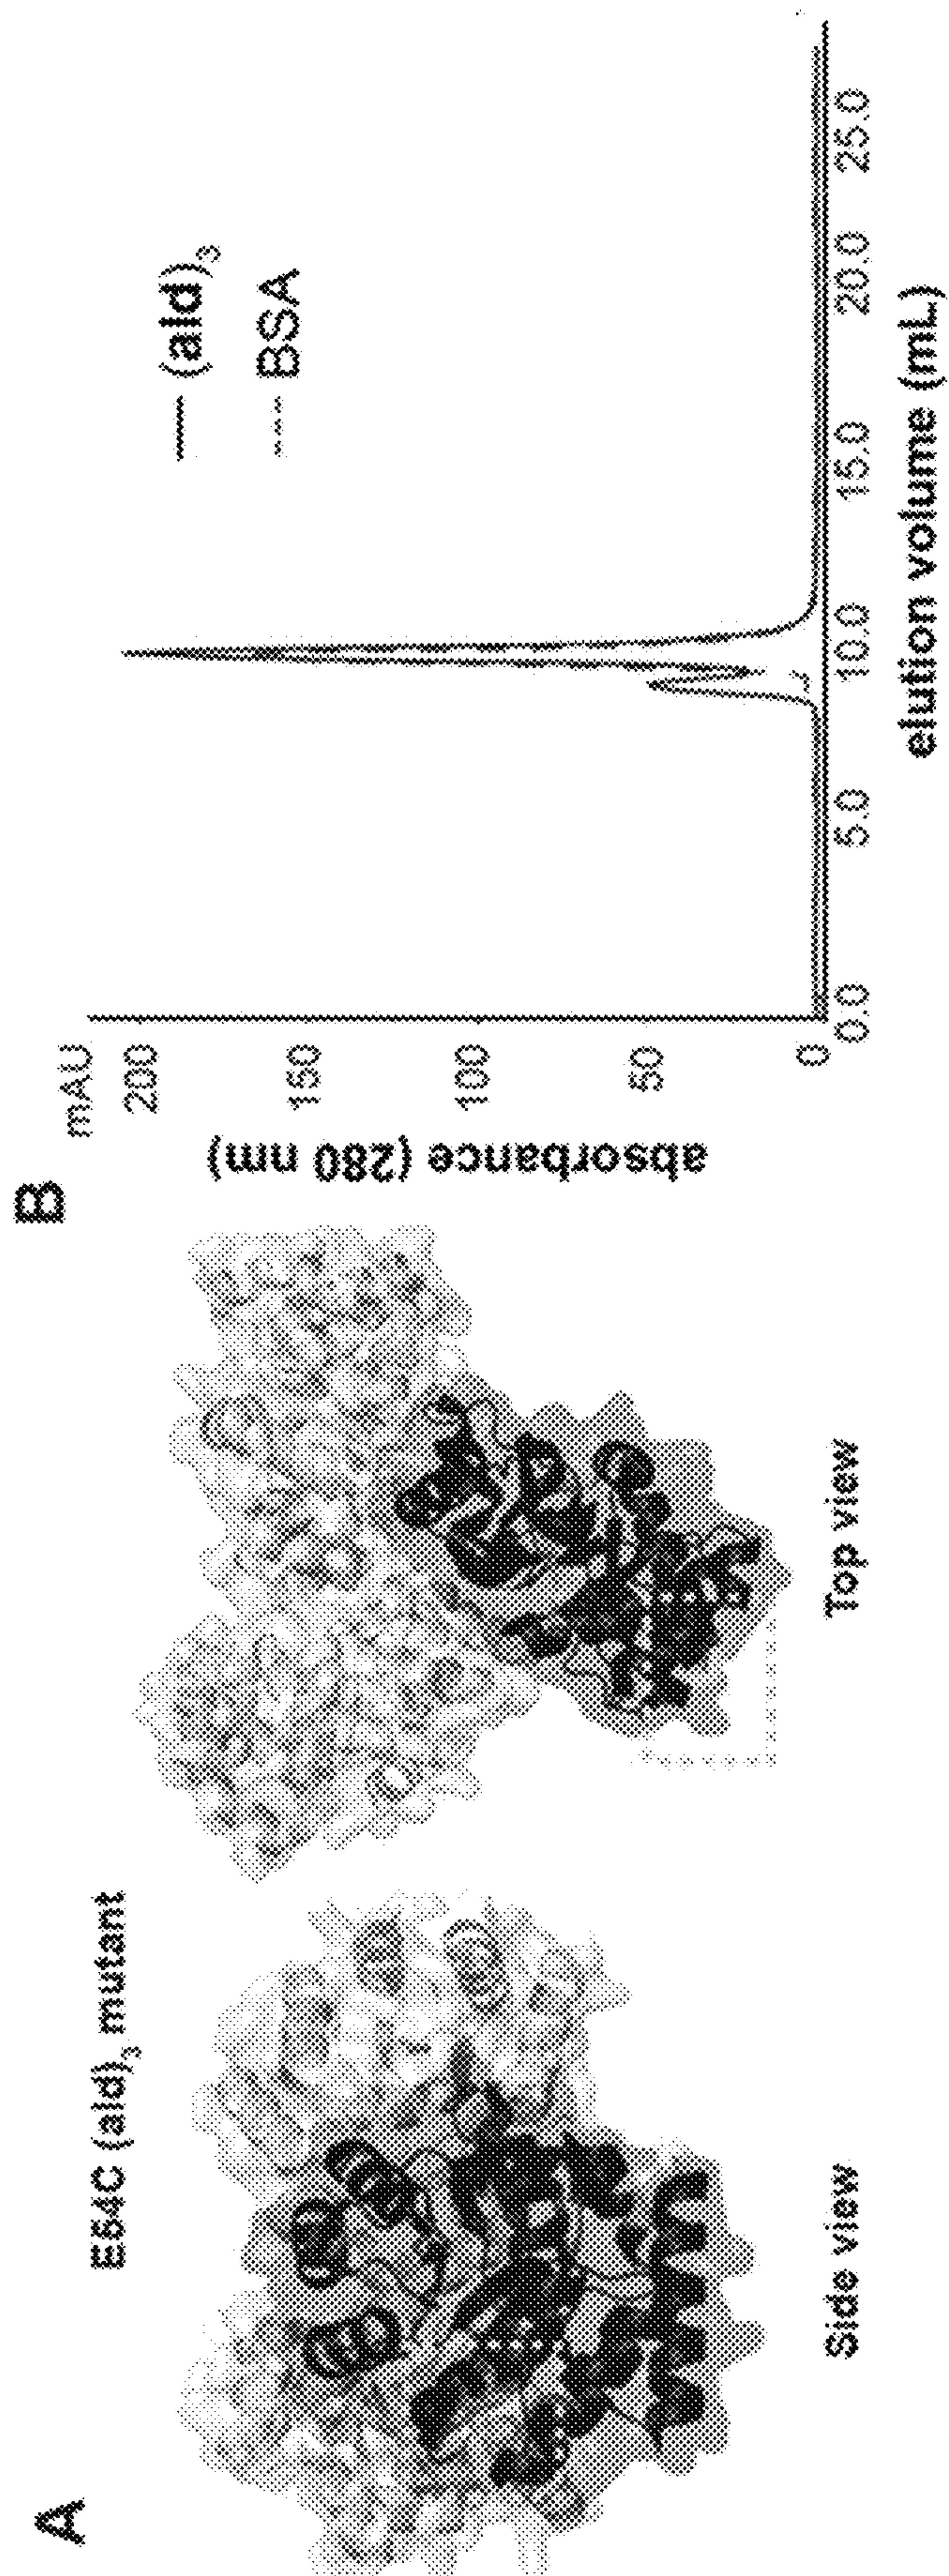 A
E54C (ald)3 mutant
Side view
Top view
B
mAU
200
150
100
50
0
absorbance (280 nm)
(ald)3
BSA
0.0
5.0
10.0
15.0
20.0
25.0
elution volume (mL)